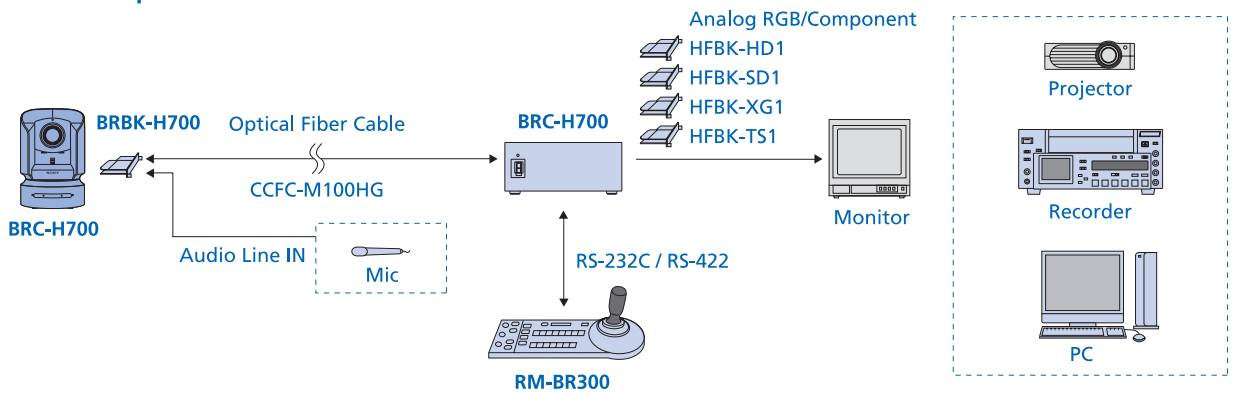 Analog RGB/Component
HFBK-HD1
HFBK-SD1
HFBK-XG1
HFBK-TS1
BRBK-H700
Optical Fiber Cable
CCFC-M100HG
BRC-H700
SONY
BRC-H700
Audio Line IN
Mic
RS-232C / RS-422
RM-BR300
Monitor
Projector
Recorder
PC